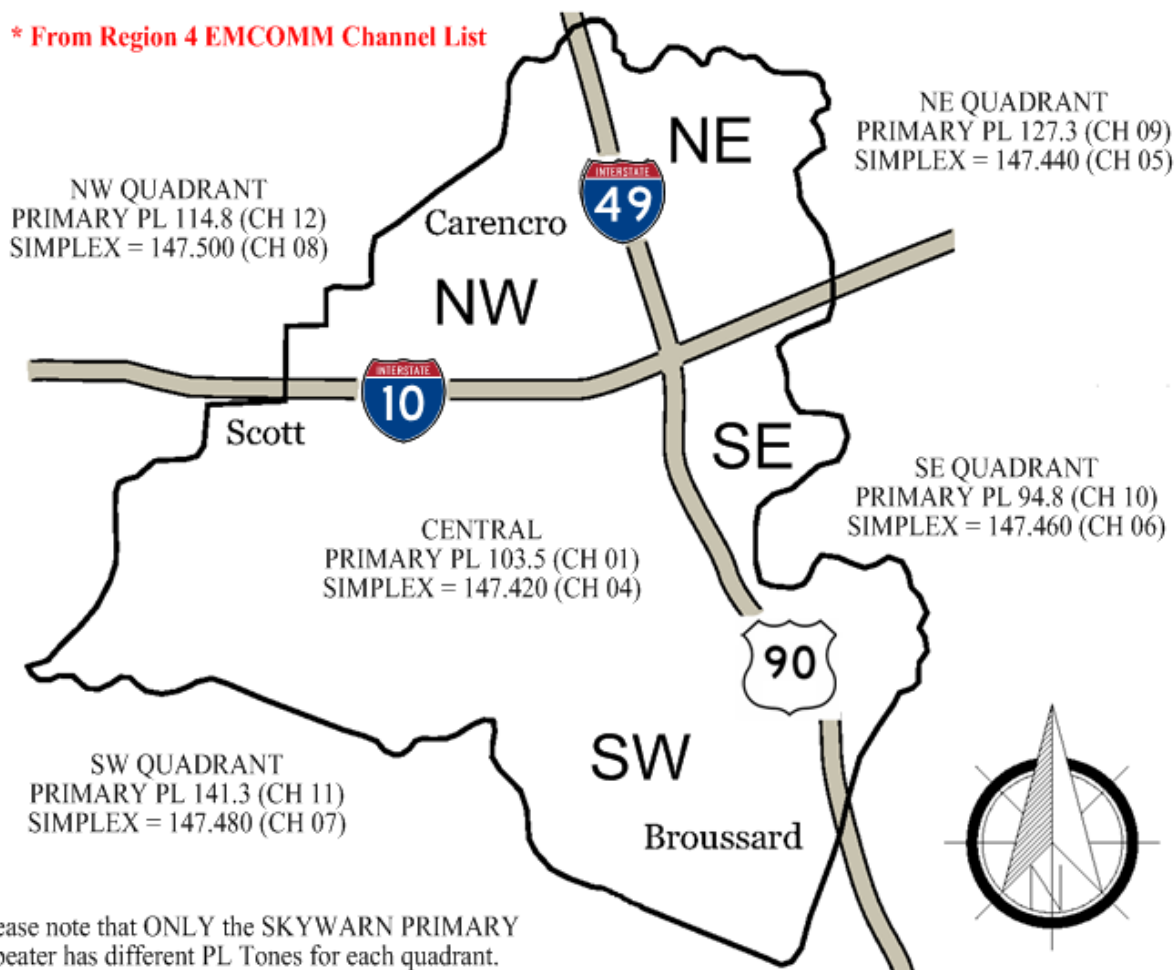 * From Region 4 EMCOMM Channel List
NE
NE QUADRANT
PRIMARY PL 127.3 (CH 09)
SIMPLEX = 147.440 (CH 05)
NW QUADRANT
PRIMARY PL 114.8 (CH 12)
SIMPLEX = 147.500 (CH 08)
INTERSTATE
49
Carencro
NW
INTERSTATE
10
Scott
SE
SE QUADRANT
PRIMARY PL 94.8 (CH 10)
SIMPLEX = 147.460 (CH 06)
CENTRAL
PRIMARY PL 103.5 (CH 01)
SIMPLEX = 147.420 (CH 04)
90
SW
SW QUADRANT
PRIMARY PL 141.3 (CH 11)
SIMPLEX = 147.480 (CH 07)
Broussard
N
ease note that ONLY the SKYWARN PRIMARY
peater has different PL Tones for each quadrant.